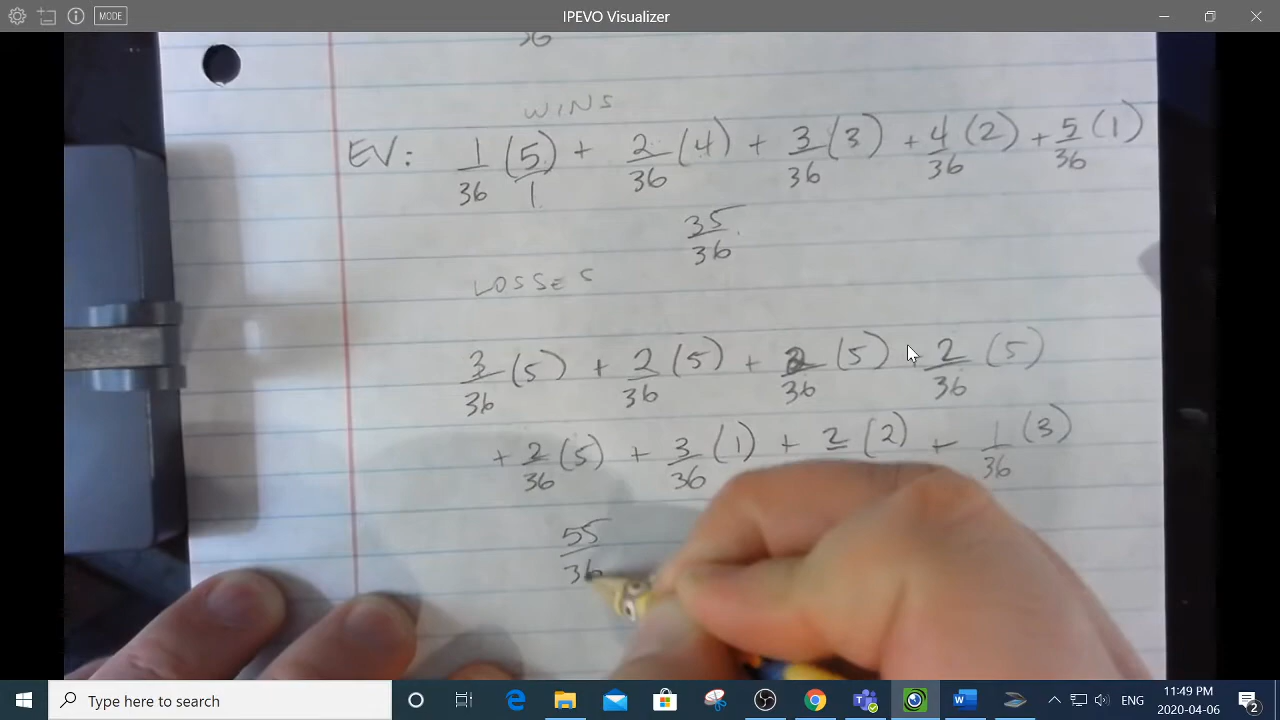 IPEVO Visualizer
MODE
36
WINS
EV: 1/36 (5/1) + 2/36 (4) + 3/36 (3) + 4/36 (2) + 5/36 (1)
35/36
LOSSES
3/36 (5) + 2/36 (5) + 2/36 (5) + 2/36 (5)
+ 2/36 (5) + 3/36 (1) + 2 (2) + 1/36 (3)
55/36
Type here to search
ENG
11:49 PM
2020-04-06
2